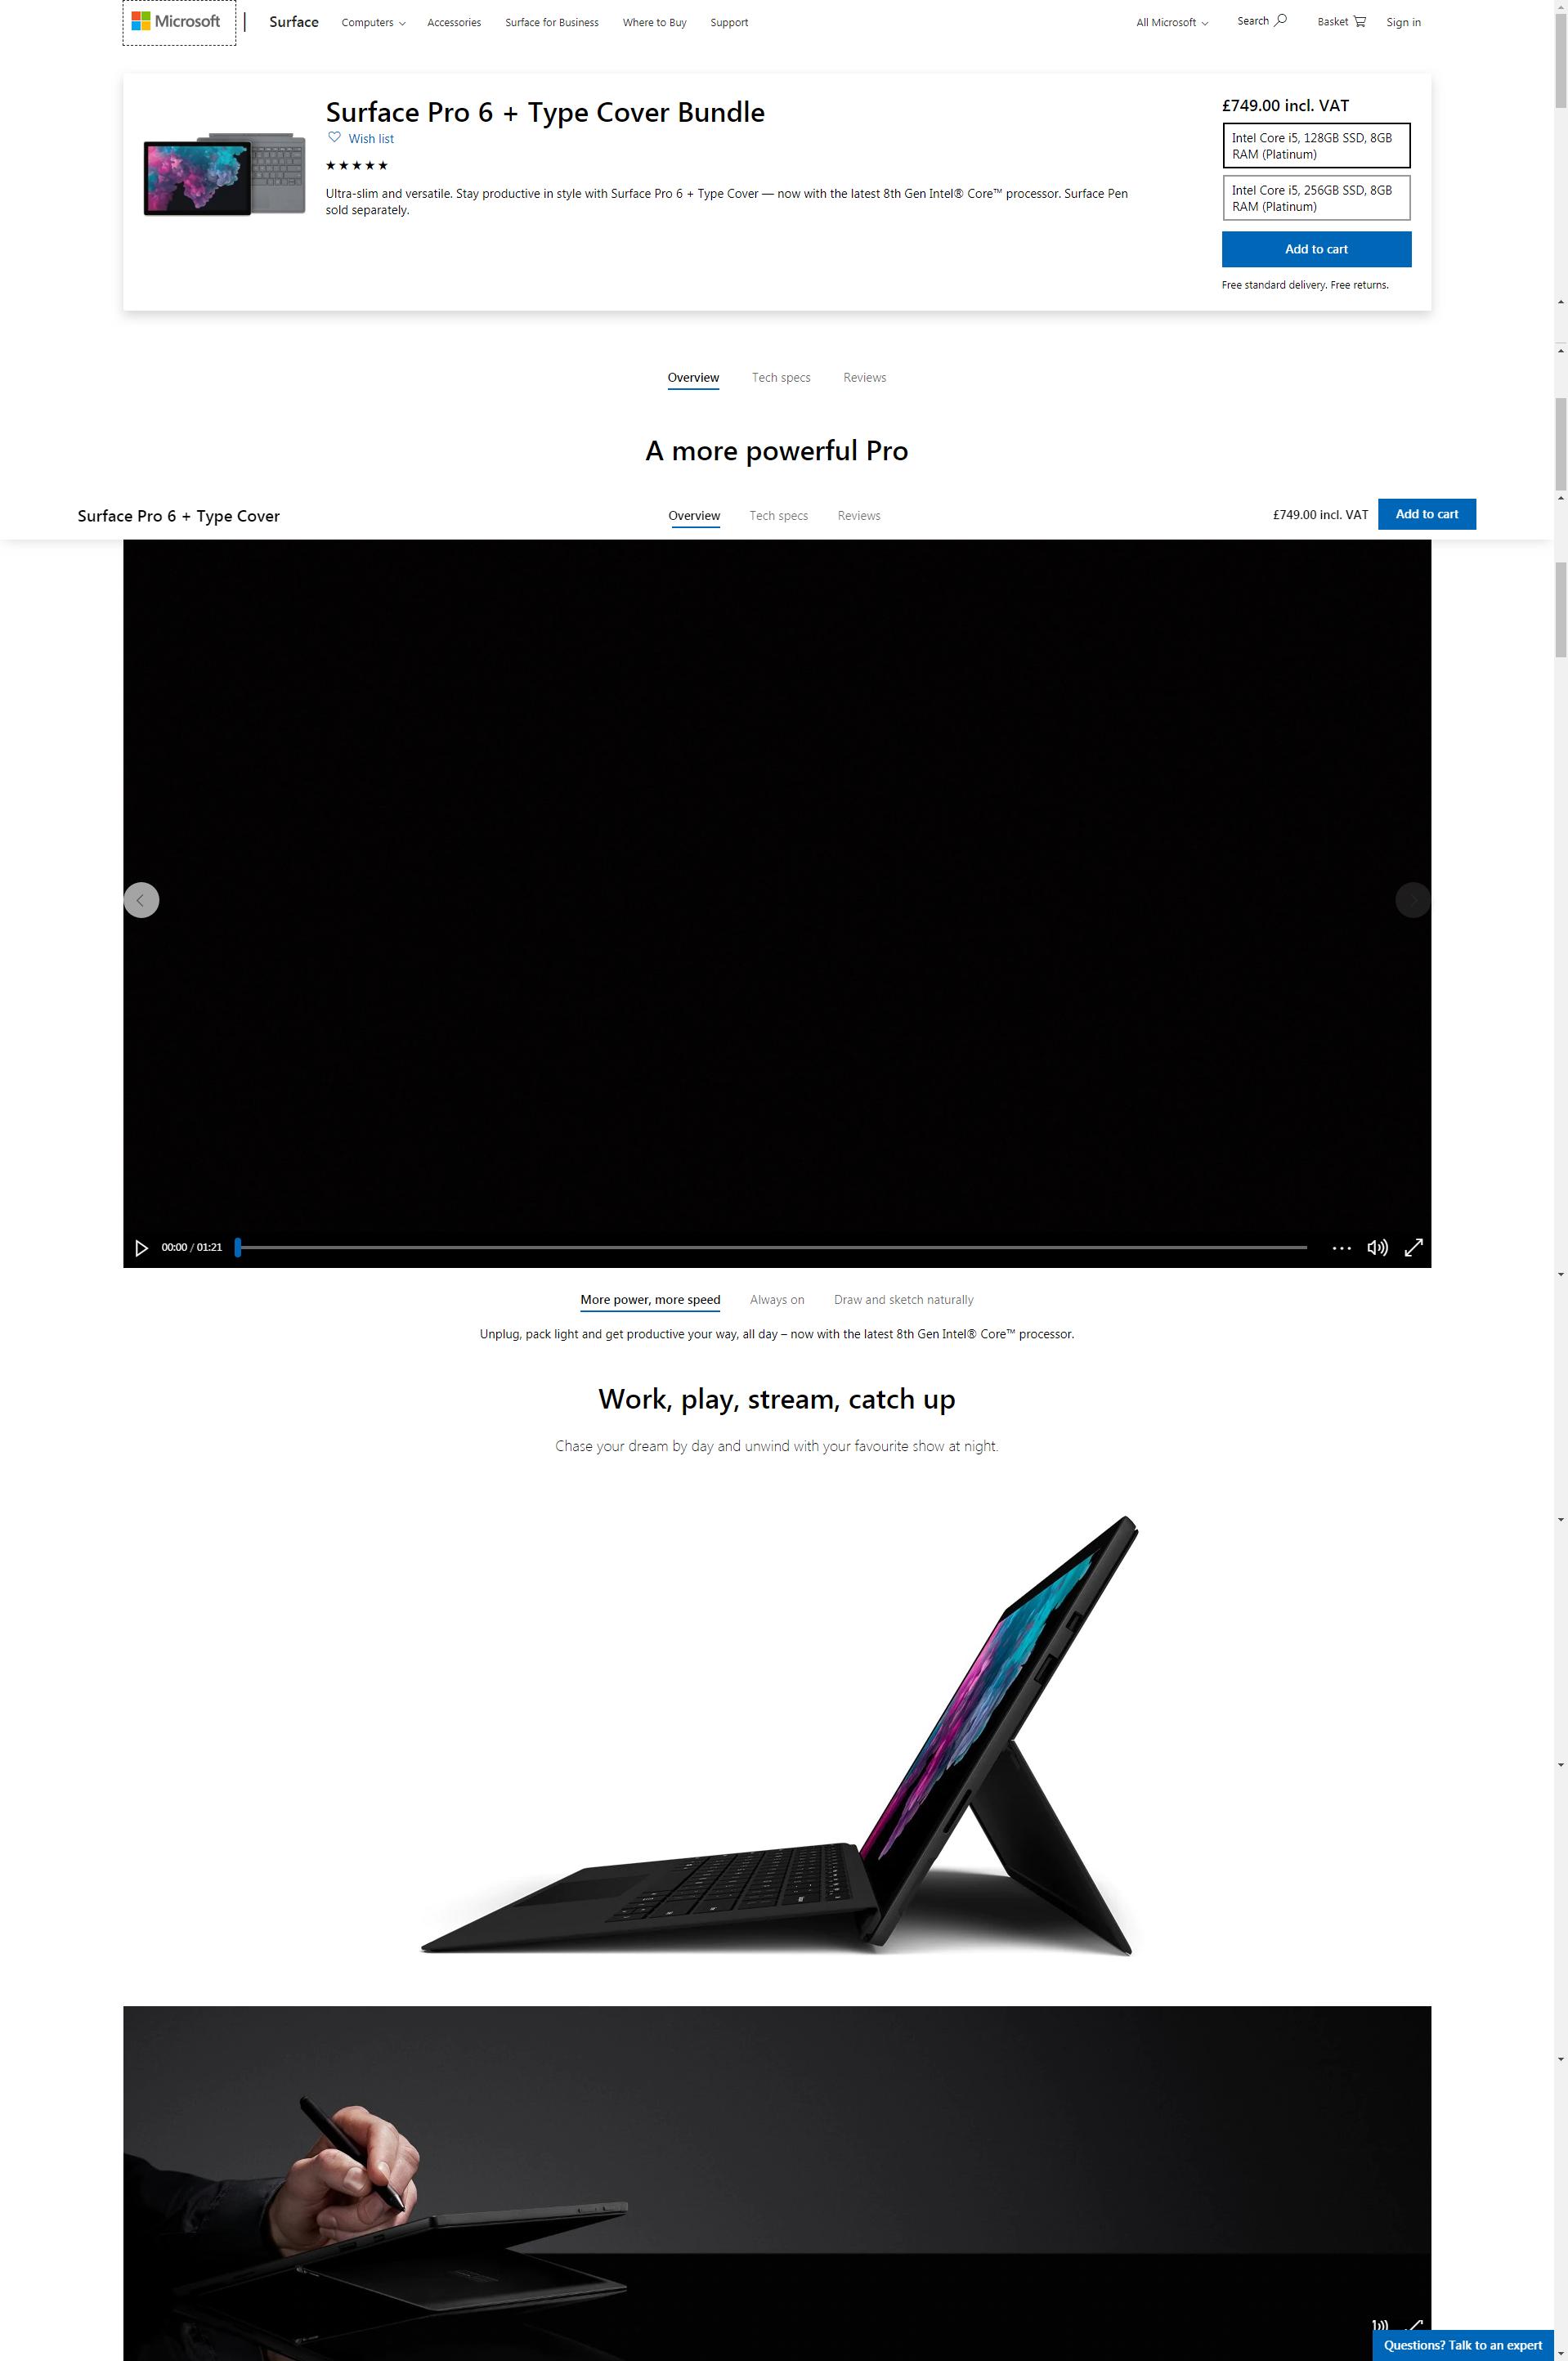 Microsoft
Surface
Computers
Accessories
Surface for Business
Where to Buy
Support
All Microsoft
Search
Basket
Sign in
Surface Pro 6 + Type Cover Bundle
Wish list
Ultra-slim and versatile. Stay productive in style with Surface Pro 6 + Type Cover — now with the latest 8th Gen Intel® Core™ processor. Surface Pen
sold separately.
£749.00 incl. VAT
Intel Core i5, 128GB SSD, 8GB
RAM (Platinum)
Intel Core i5, 256GB SSD, 8GB
RAM (Platinum)
Add to cart
Free standard delivery. Free returns.
Overview
Tech specs
Reviews
A more powerful Pro
Surface Pro 6 + Type Cover
Overview
Tech specs
Reviews
£749.00 incl. VAT
Add to cart
00:00 / 01:21
More power, more speed
Always on
Draw and sketch naturally
Unplug, pack light and get productive your way, all day – now with the latest 8th Gen Intel® Core™ processor.
Work, play, stream, catch up
Chase your dream by day and unwind with your favourite show at night.
Questions? Talk to an expert